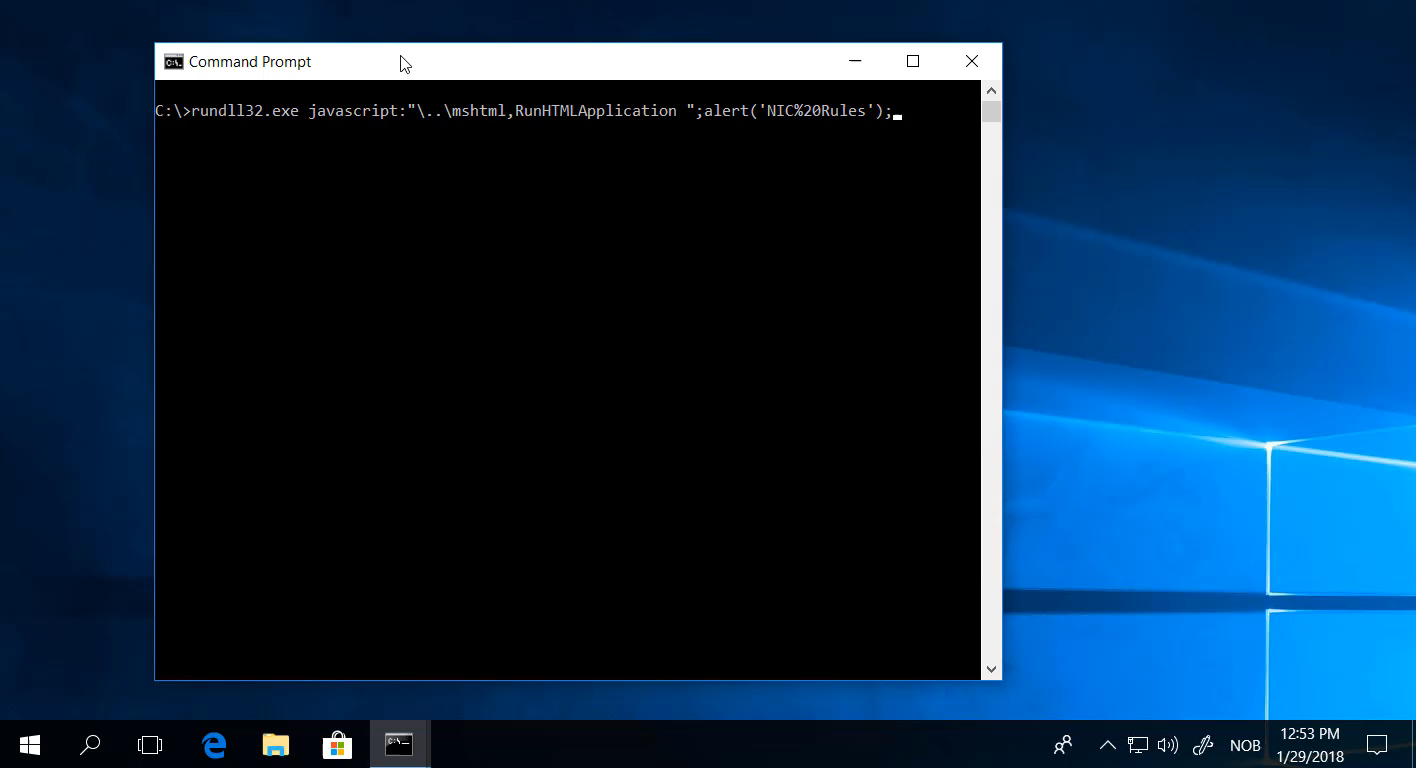 Command Prompt
C:\>rundll32.exe javascript:"\..\mshtml,RunHTMLApplication ";alert('NIC%20Rules');
NOB
12:53 PM
1/29/2018